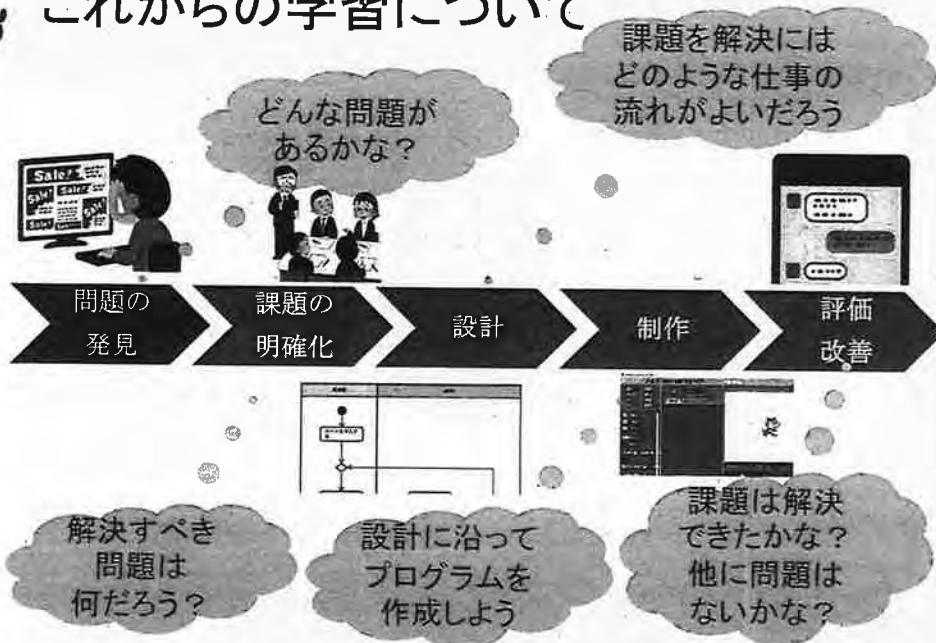 これからの学習について
課題を解決には
どのような仕事の
流れがよいだろう
どんな問題が
あるかな?
Sale!
Sale!
Sale!
Sale!
Sale!
問題の
発見
課題の
明確化
設計
制作
評価
改善
解決すべき
問題は
何だろう?
設計に沿って
プログラムを
作成しよう
課題は解決
できたかな?
他に問題は
ないかな?